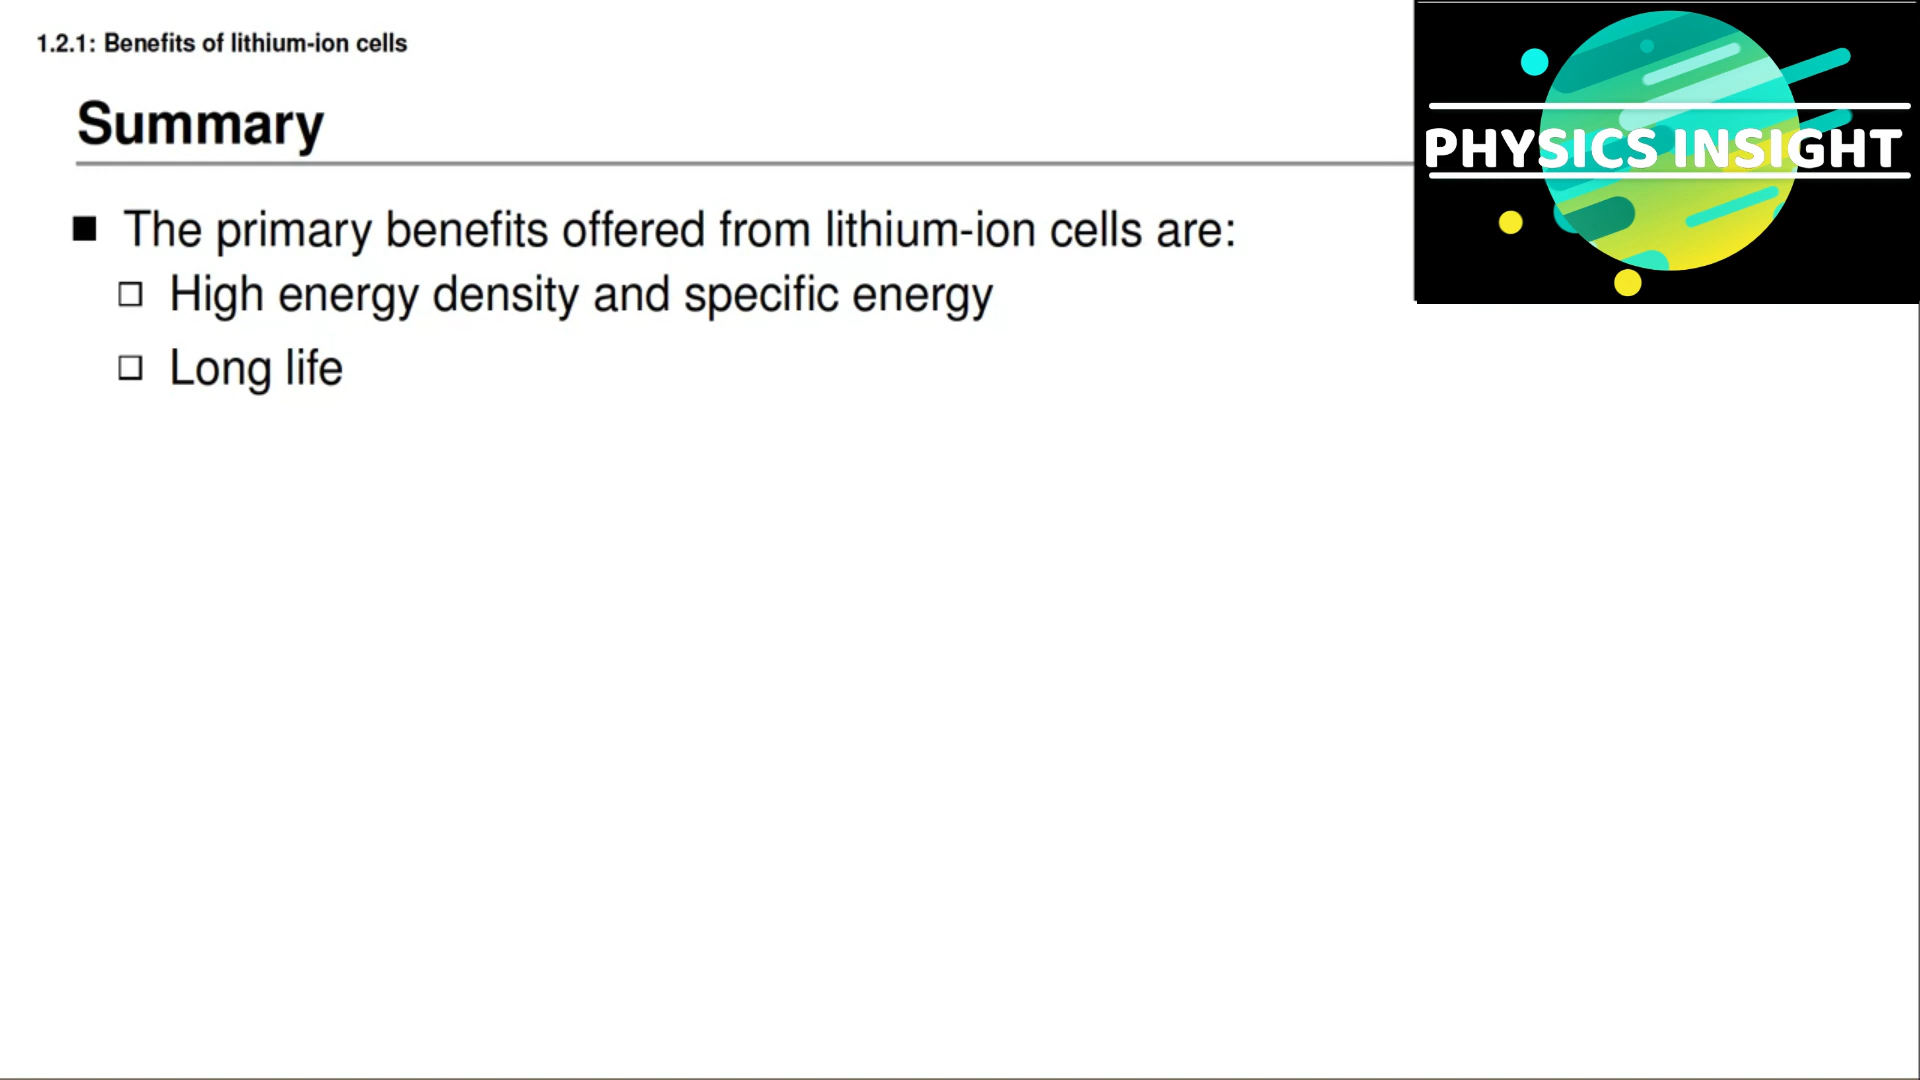 1.2.1: Benefits of lithium-ion cells
Summary
The primary benefits offered from lithium-ion cells are:
High energy density and specific energy
Long life
PHYSICS INSIGHT